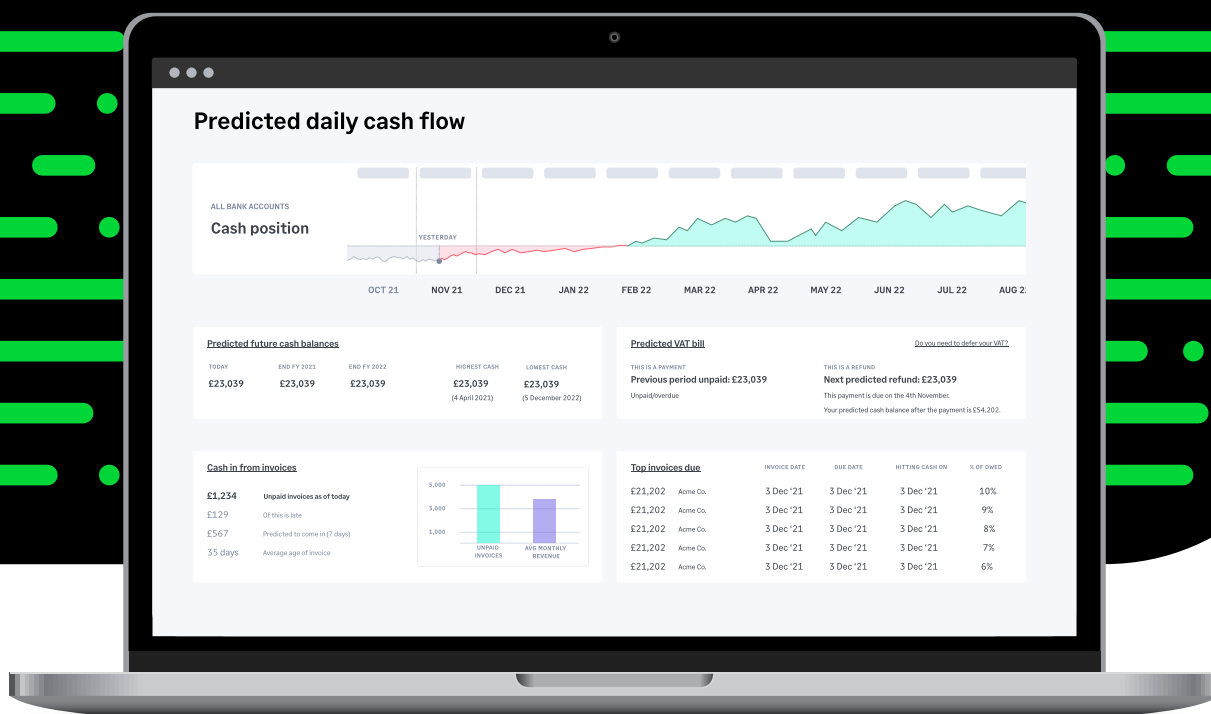 Predicted daily cash flow
ALL BANK ACCOUNTS
Cash position
YESTERDAY
OCT 21 NOV 21 DEC 21 JAN 22 FEB 22 MAR 22 APR 22 MAY 22 JUN 22 JUL 22 AUG 2
Predicted future cash balances
TODAY END FY 2021 END FY 2022 HIGHEST CASH LOWEST CASH
£23,039 £23,039 £23,039 £23,039 £23,039
(4 April 2021) (5 December 2022)
Predicted VAT bill Do you need to defer your VAT?
THIS IS A PAYMENT THIS IS A REFUND
Previous period unpaid: £23,039 Next predicted refund: £23,039
Unpaid/overdue This payment is due on the 4th November.
Your predicted cash balance after the payment is £54,202.
Cash in from invoices
£1,234 Unpaid invoices as of today
£129 Of this is late
£567 Predicted to come in (7 days)
35 days Average age of invoice
5,000
3,000
1,000
UNPAID INVOICES
AVG MONTHLY REVENUE
Top invoices due INVOICE DATE DUE DATE HITTING CASH ON % OF OWED
£21,202 Acme Co. 3 Dec ‘21 3 Dec ‘21 3 Dec ‘21 10%
£21,202 Acme Co. 3 Dec ‘21 3 Dec ‘21 3 Dec ‘21 9%
£21,202 Acme Co. 3 Dec ‘21 3 Dec ‘21 3 Dec ‘21 8%
£21,202 Acme Co. 3 Dec ‘21 3 Dec ‘21 3 Dec ‘21 7%
£21,202 Acme Co. 3 Dec ‘21 3 Dec ‘21 3 Dec ‘21 6%